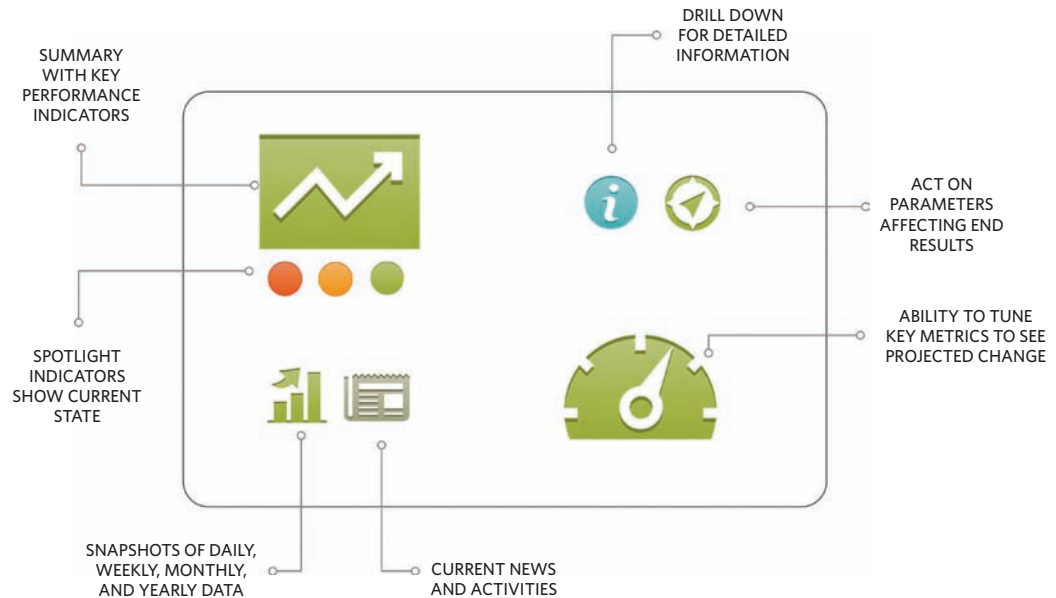 DRILL DOWN
FOR DETAILED
INFORMATION
SUMMARY
WITH KEY
PERFORMANCE
INDICATORS
ACT ON
PARAMETERS
AFFECTING END
RESULTS
ABILITY TO TUNE
KEY METRICS TO SEE
PROJECTED CHANGE
SPOTLIGHT
INDICATORS
SHOW CURRENT
STATE
SNAPSHOTS OF DAILY,
WEEKLY, MONTHLY,
AND YEARLY DATA
CURRENT NEWS
AND ACTIVITIES